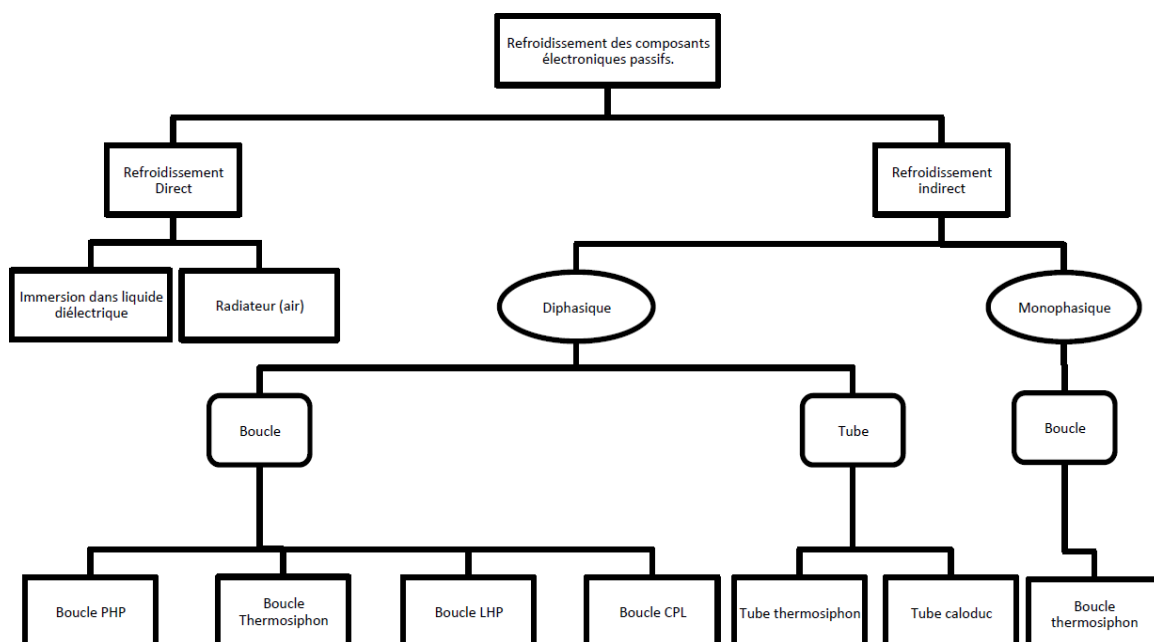 Refroidissement des composants
électroniques passifs.
Refroidissement
Direct
Refroidissement
indirect
Immersion dans liquide
diélectrique
Radiateur (air)
Diphasique
Monophasique
Boucle
Tube
Boucle
Boucle PHP
Boucle
Thermosiphon
Boucle LHP
Boucle CPL
Tube thermosiphon
Tube caloduc
Boucle
thermosiphon